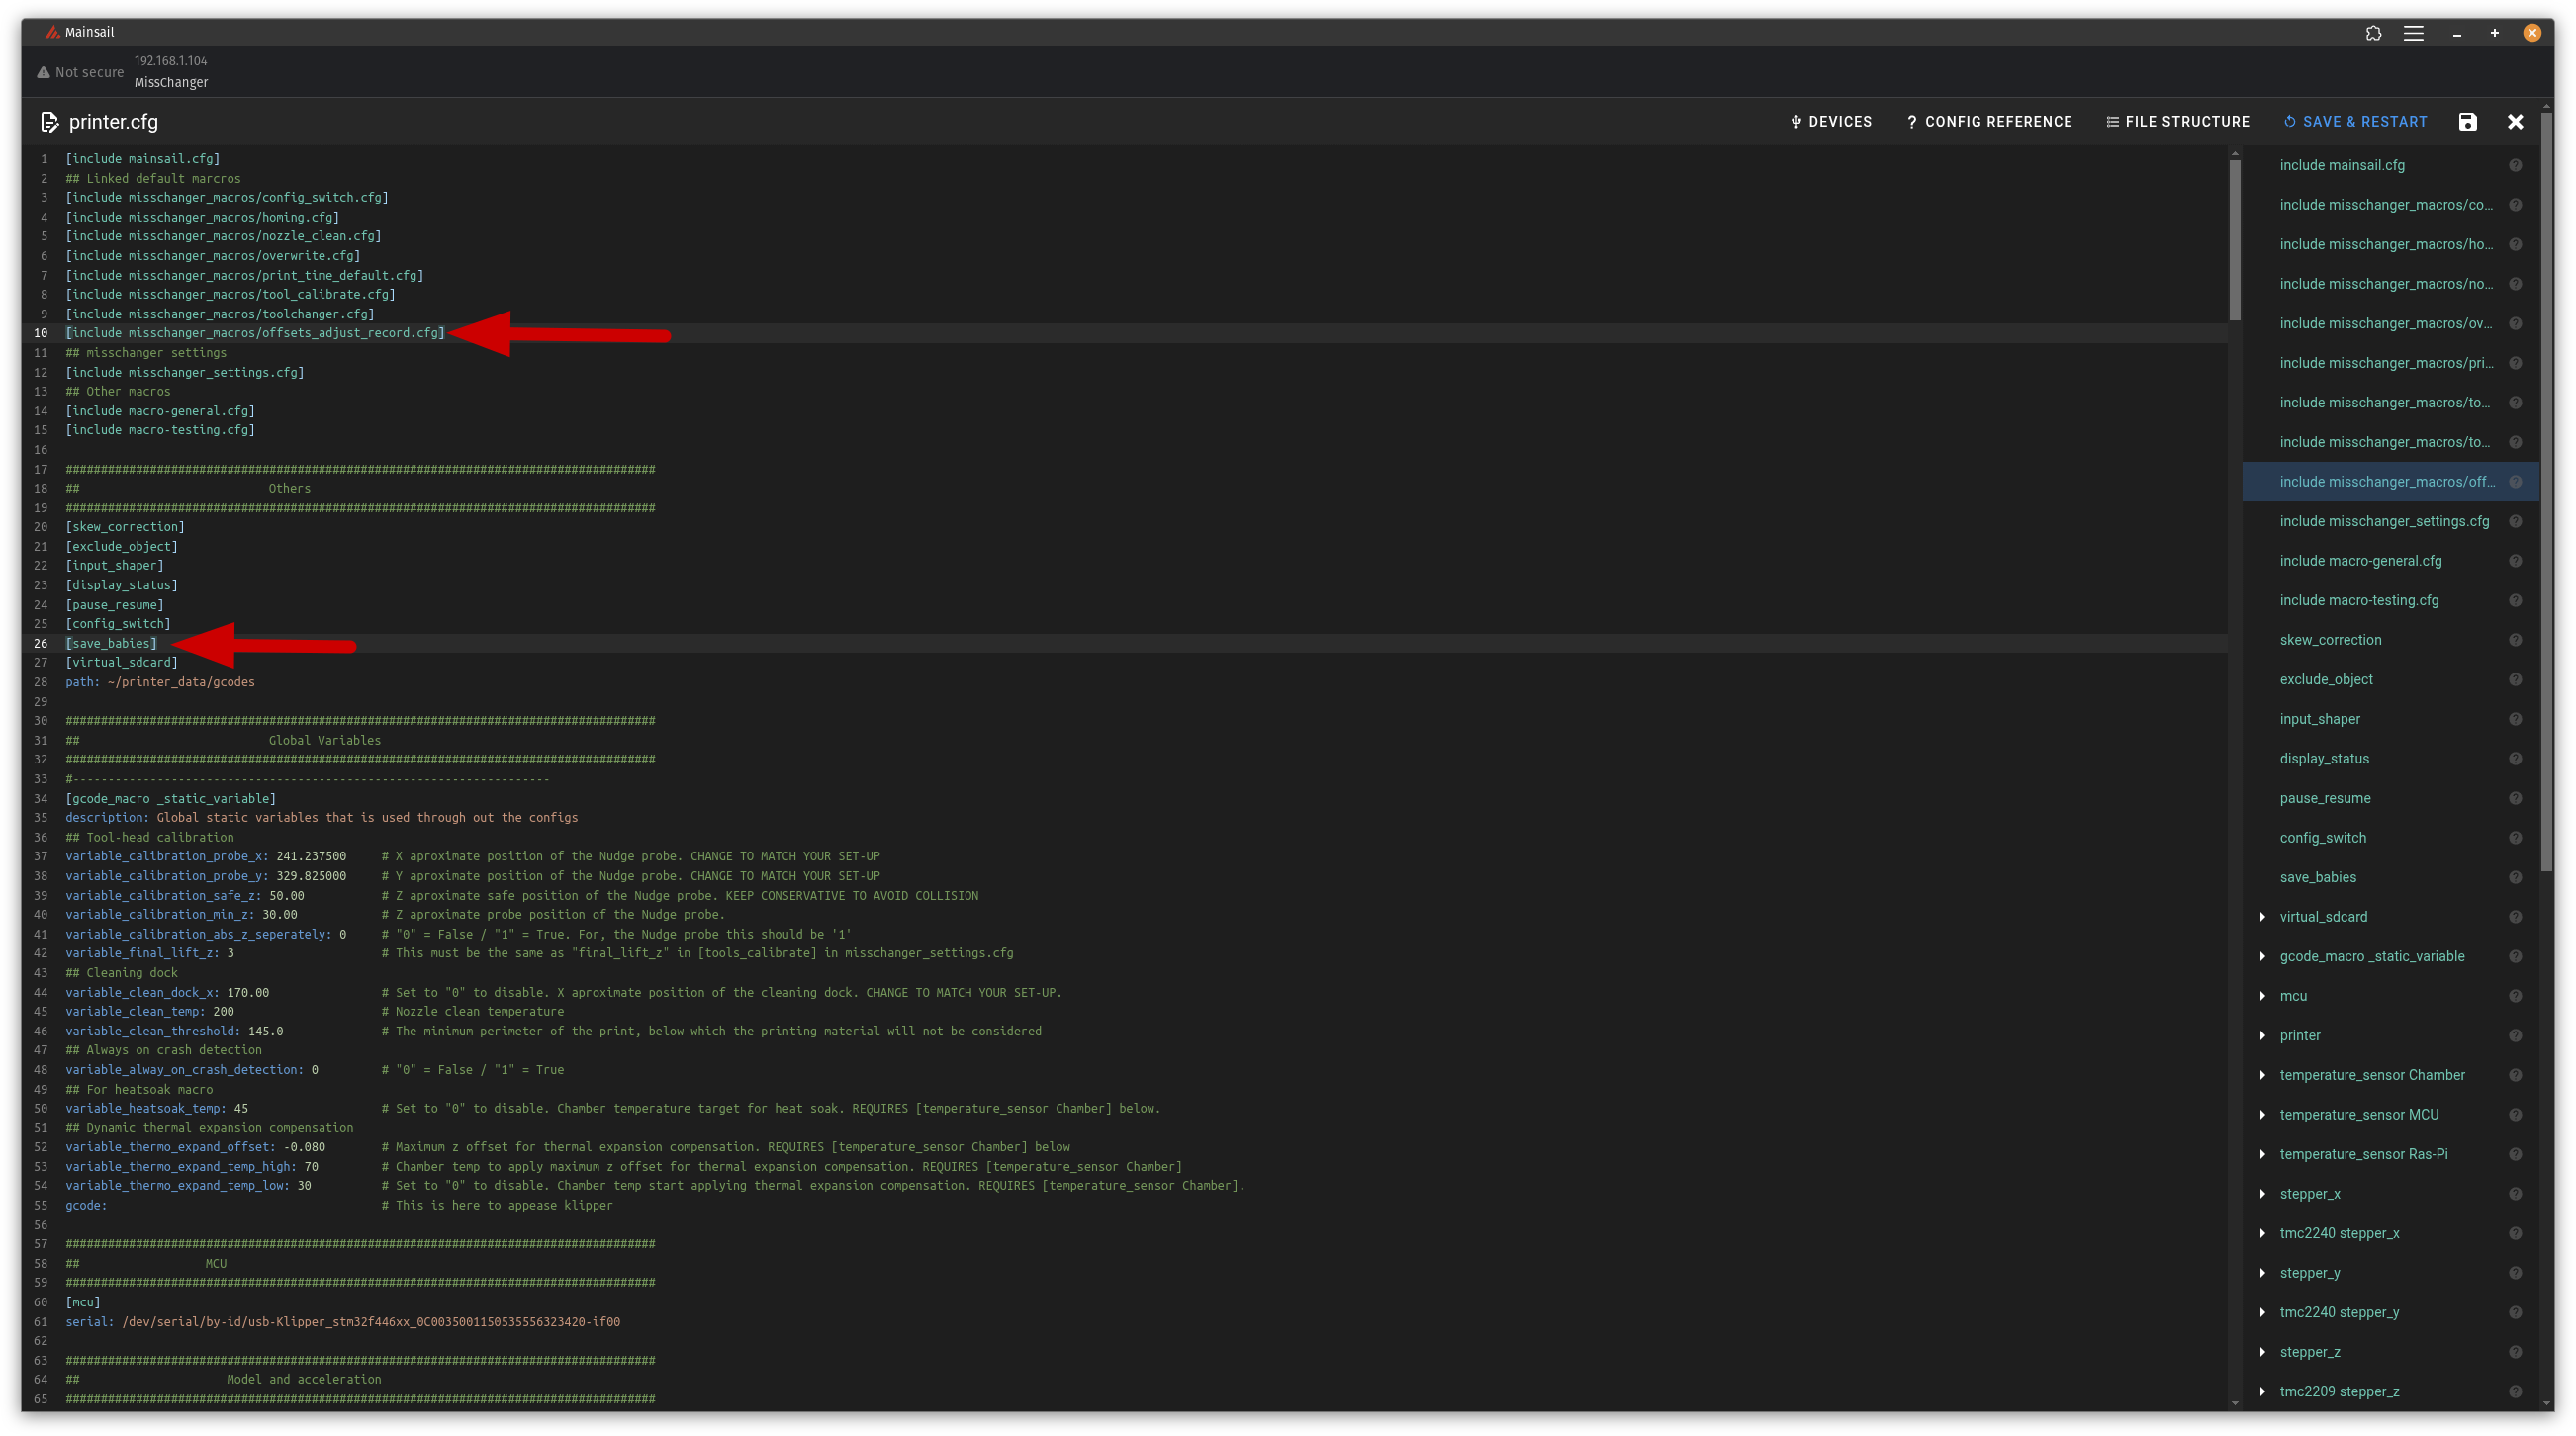 Mainsail
Not secure
192.168.1.104
MissChanger
printer.cfg
DEVICES
? CONFIG REFERENCE
FILE STRUCTURE
SAVE & RESTART
1 [include mainsail.cfg]
2 ## Linked default marcros
3 [include misschanger_macros/config_switch.cfg]
4 [include misschanger_macros/homing.cfg]
5 [include misschanger_macros/nozzle_clean.cfg]
6 [include misschanger_macros/overwrite.cfg]
7 [include misschanger_macros/print_time_default.cfg]
8 [include misschanger_macros/tool_calibrate.cfg]
9 [include misschanger_macros/toolchanger.cfg]
10 [include misschanger_macros/offsets_adjust_record.cfg]
11 ## misschanger settings
12 [include misschanger_settings.cfg]
13 ## Other macros
14 [include macro-general.cfg]
15 [include macro-testing.cfg]
16
17 ####################################################################################
18 ##                           Others
19 ####################################################################################
20 [skew_correction]
21 [exclude_object]
22 [input_shaper]
23 [display_status]
24 [pause_resume]
25 [config_switch]
26 [save_babies]
27 [virtual_sdcard]
28 path: ~/printer_data/gcodes
29
30 ####################################################################################
31 ##                           Global Variables
32 ####################################################################################
33 #--------------------------------------------------------------------
34 [gcode_macro _static_variable]
35 description: Global static variables that is used through out the configs
36 ## Tool-head calibration
37 variable_calibration_probe_x: 241.237500     # X aproximate position of the Nudge probe. CHANGE TO MATCH YOUR SET-UP
38 variable_calibration_probe_y: 329.825000     # Y aproximate position of the Nudge probe. CHANGE TO MATCH YOUR SET-UP
39 variable_calibration_safe_z: 50.00           # Z aproximate safe position of the Nudge probe. KEEP CONSERVATIVE TO AVOID COLLISION
40 variable_calibration_min_z: 30.00            # Z aproximate probe position of the Nudge probe.
41 variable_calibration_abs_z_seperately: 0     # "0" = False / "1" = True. For, the Nudge probe this should be '1'
42 variable_final_lift_z: 3                     # This must be the same as "final_lift_z" in [tools_calibrate] in misschanger_settings.cfg
43 ## Cleaning dock
44 variable_clean_dock_x: 170.00                # Set to "0" to disable. X aproximate position of the cleaning dock. CHANGE TO MATCH YOUR SET-UP.
45 variable_clean_temp: 200                     # Nozzle clean temperature
46 variable_clean_threshold: 145.0              # The minimum perimeter of the print, below which the printing material will not be considered
47 ## Always on crash detection
48 variable_alway_on_crash_detection: 0         # "0" = False / "1" = True
49 ## For heatsoak macro
50 variable_heatsoak_temp: 45                   # Set to "0" to disable. Chamber temperature target for heat soak. REQUIRES [temperature_sensor Chamber] below.
51 ## Dynamic thermal expansion compensation
52 variable_thermo_expand_offset: -0.080        # Maximum z offset for thermal expansion compensation. REQUIRES [temperature_sensor Chamber] below
53 variable_thermo_expand_temp_high: 70         # Chamber temp to apply maximum z offset for thermal expansion compensation. REQUIRES [temperature_sensor Chamber]
54 variable_thermo_expand_temp_low: 30          # Set to "0" to disable. Chamber temp start applying thermal expansion compensation. REQUIRES [temperature_sensor Chamber].
55 gcode:                                       # This is here to appease klipper
56
57 ####################################################################################
58 ##                  MCU
59 ####################################################################################
60 [mcu]
61 serial: /dev/serial/by-id/usb-Klipper_stm32f446xx_0C0035001150535556323420-if00
62
63 ####################################################################################
64 ##                     Model and acceleration
65 ####################################################################################
include mainsail.cfg
include misschanger_macros/co…
include misschanger_macros/ho…
include misschanger_macros/no…
include misschanger_macros/ov…
include misschanger_macros/pri…
include misschanger_macros/to…
include misschanger_macros/to…
include misschanger_macros/off…
include misschanger_settings.cfg
include macro-general.cfg
include macro-testing.cfg
skew_correction
exclude_object
input_shaper
display_status
pause_resume
config_switch
save_babies
virtual_sdcard
gcode_macro _static_variable
mcu
printer
temperature_sensor Chamber
temperature_sensor MCU
temperature_sensor Ras-Pi
stepper_x
tmc2240 stepper_x
stepper_y
tmc2240 stepper_y
stepper_z
tmc2209 stepper_z